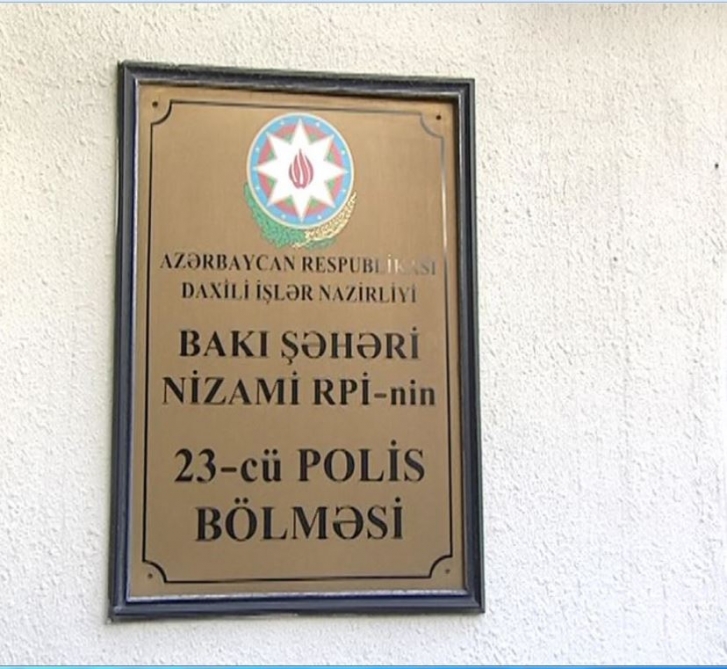 AZƏRBAYCAN RESPUBLİKASI
DAXİLİ İŞLƏR NAZİRLİYİ
BAKI ŞƏHƏRİ
NİZAMİ RPİ-nin
23-cü POLİS
BÖLMƏSİ